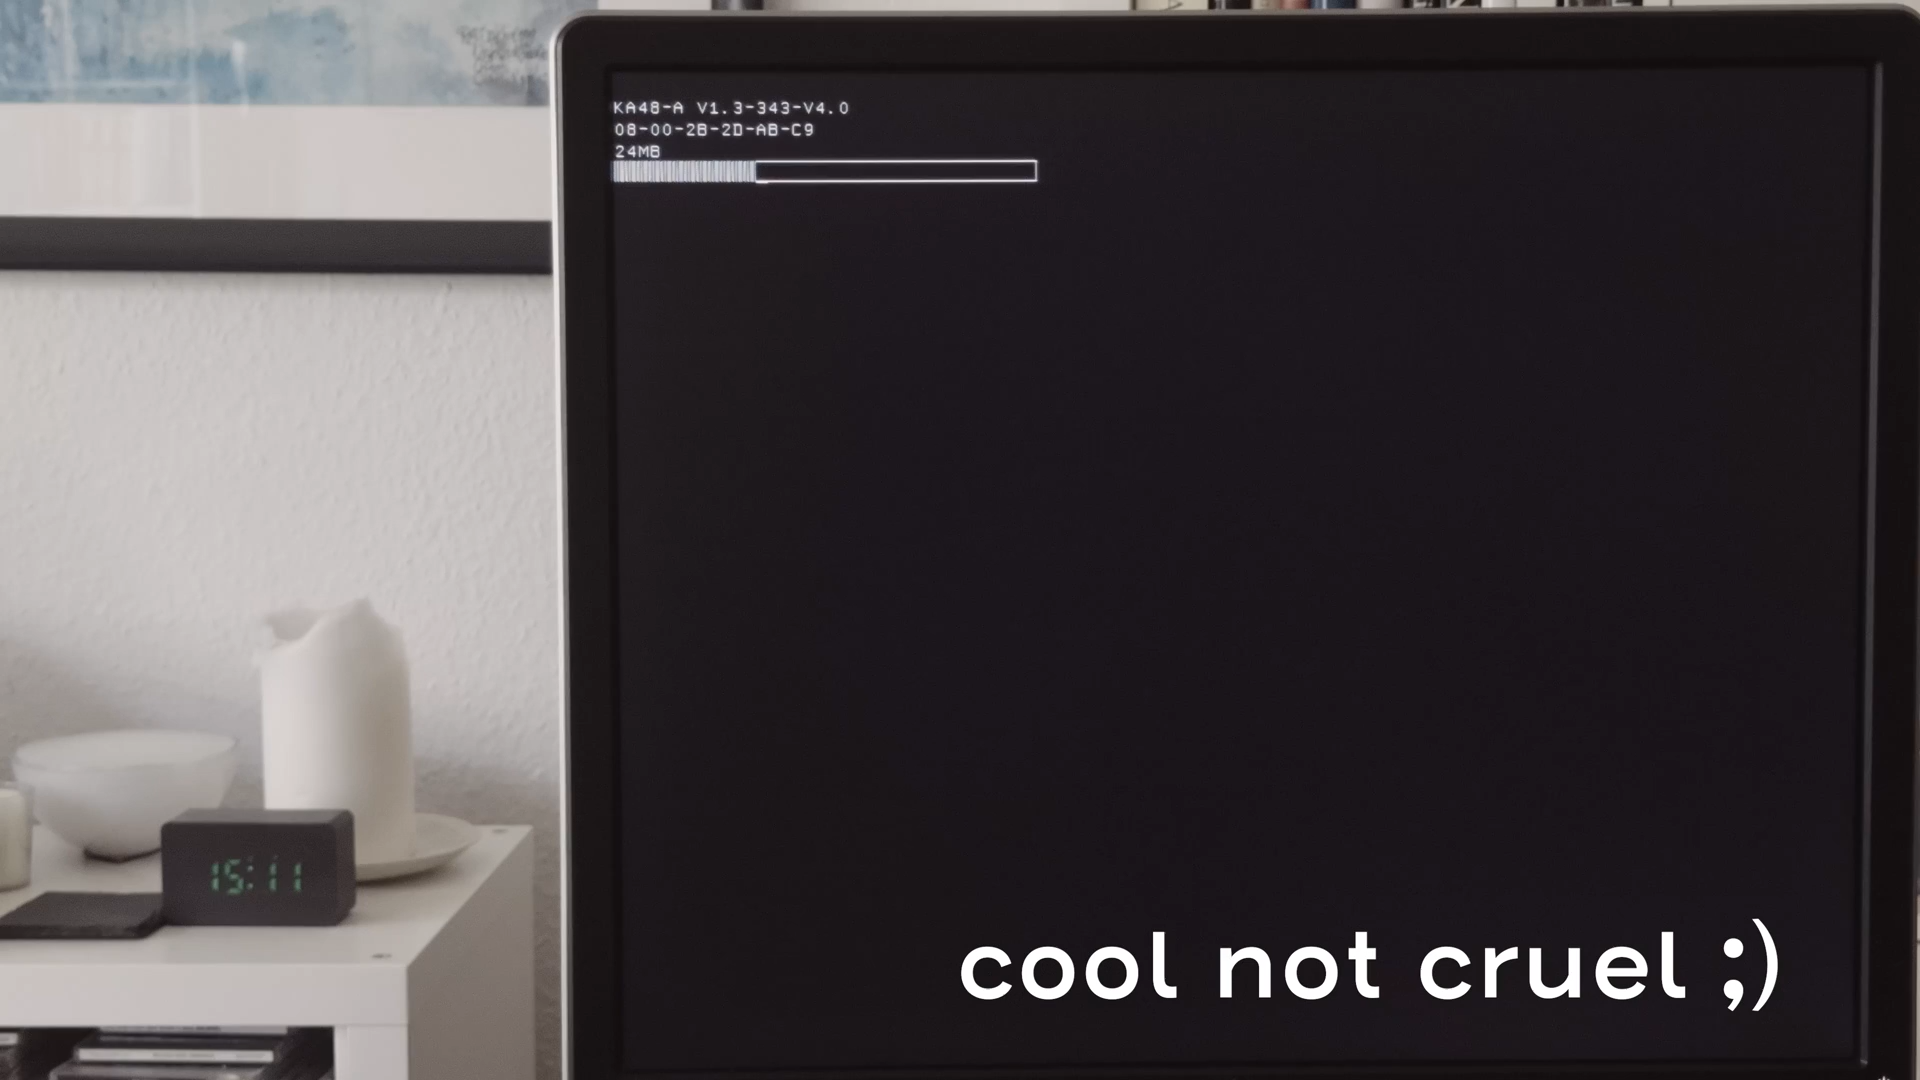 KA48-A V1.3-343-V4.0
08-00-2B-2D-AB-C9
24MB
15:11
cool not cruel ;)